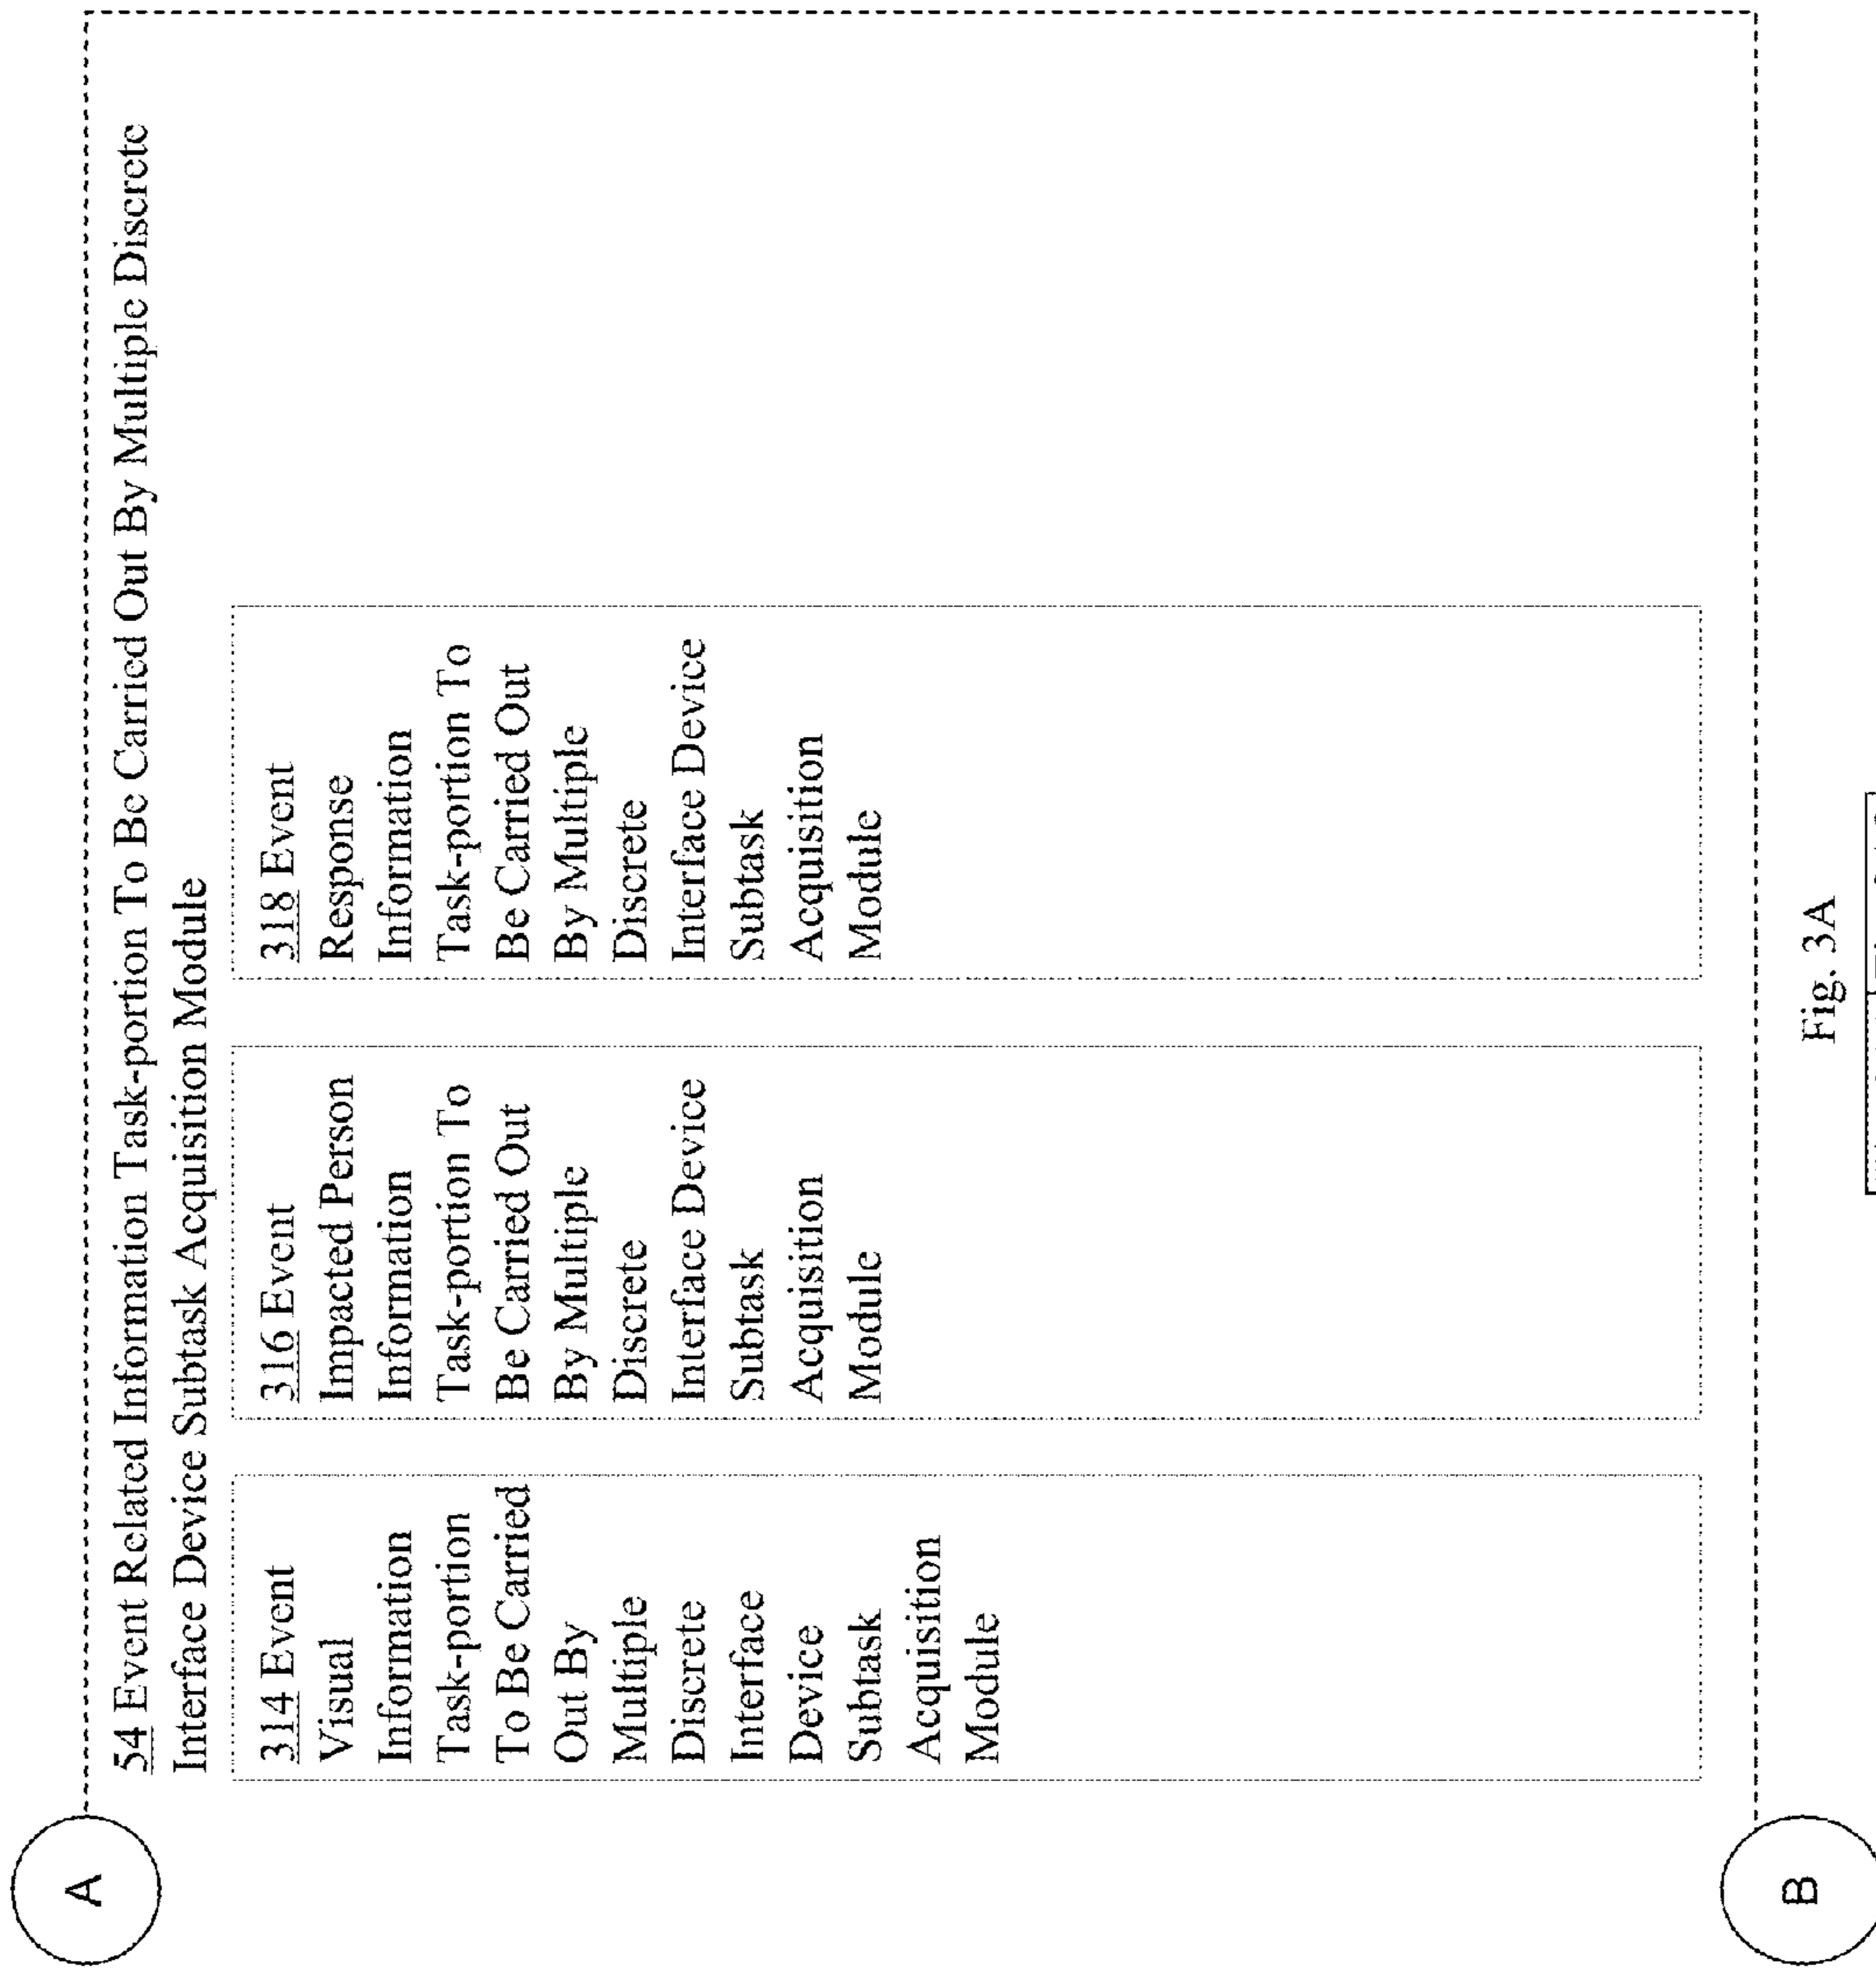 A
54 Event Related Information Task-portion To Be Carried Out By Multiple Discrete
Interface Device Subtask Acquisition Module
314 Event
Visual
Information
Task-portion
To Be Carried
Out By
Multiple
Discrete
Interface
Device
Subtask
Acquisition
Module
316 Event
Impacted Person
Information
Task-portion To
Be Carried Out
By Multiple
Discrete
Interface Device
Subtask
Acquisition
Module
318 Event
Response
Information
Task-portion To
Be Carried Out
By Multiple
Discrete
Interface Device
Subtask
Acquisition
Module
B
Fig. 3A